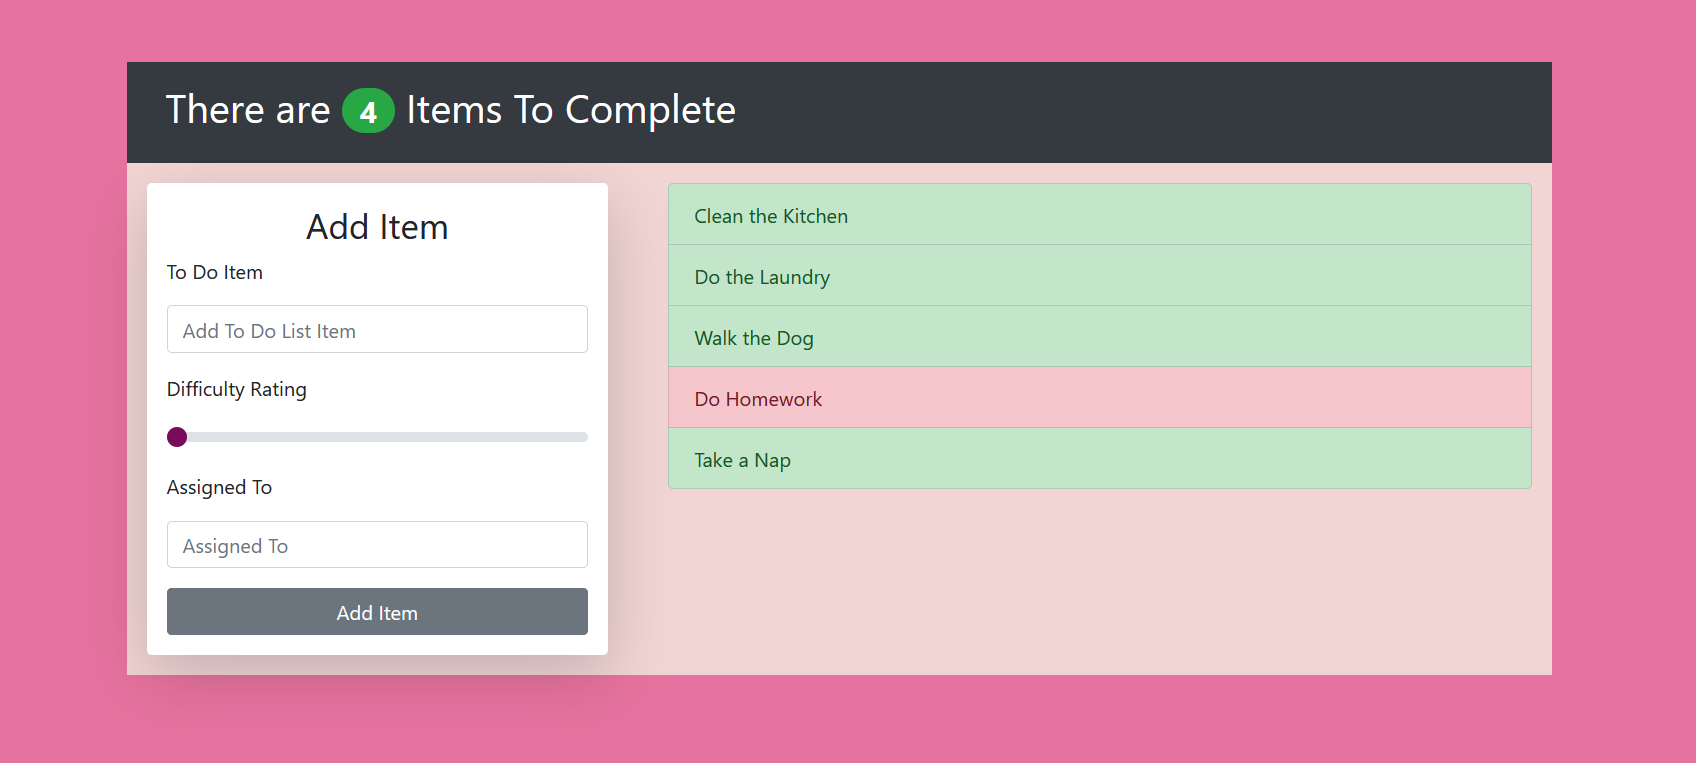 There are 4 Items To Complete
Add Item
To Do Item
Add To Do List Item
Difficulty Rating
Assigned To
Assigned To
Add Item
Clean the Kitchen
Do the Laundry
Walk the Dog
Do Homework
Take a Nap